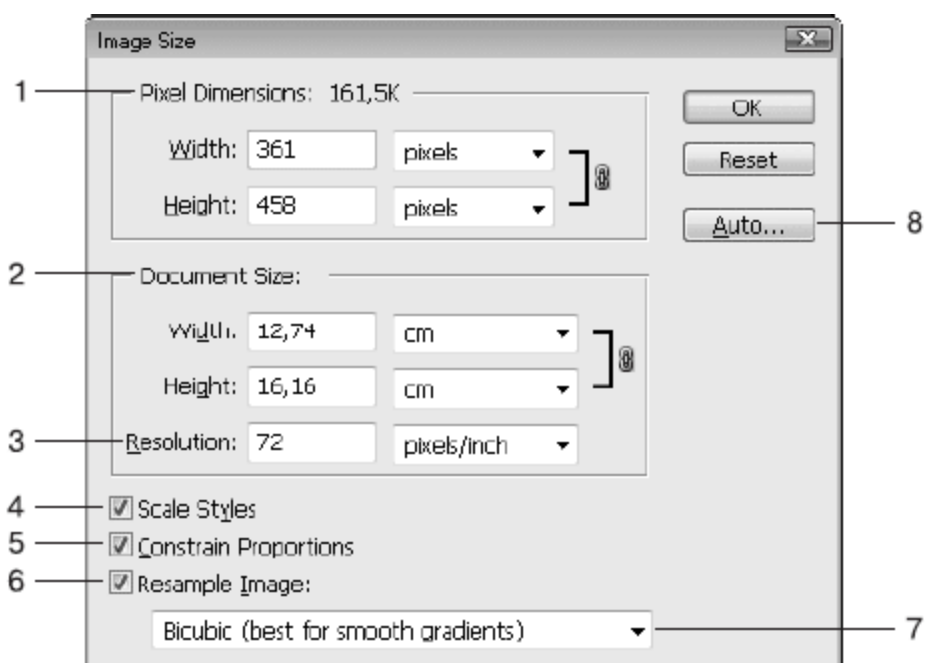 Image Size
1 Pixel Dimensions: 161,5K OK
Width: 361 pixels
Reset
Height: 458 pixels
Auto... 8
2 Document Size:
Width: 12,74 cm
Height: 16,16 cm
3 Resolution: 72 pixels/inch
4 Scale Styles
5 Constrain Proportions
6 Resample Image:
Bicubic (best for smooth gradients) 7